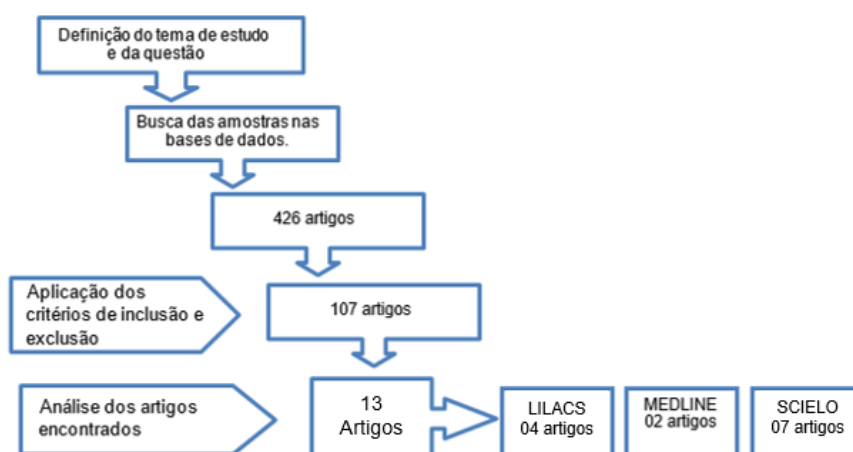 Definição do tema de estudo
e da questão
Busca das amostras nas
bases de dados.
426 artigos
Aplicação dos
critérios de inclusão e
exclusão
107 artigos
Análise dos artigos
encontrados
13
Artigos
LILACS
04 artigos
MEDLINE
02 artigos
SCIELO
07 artigos